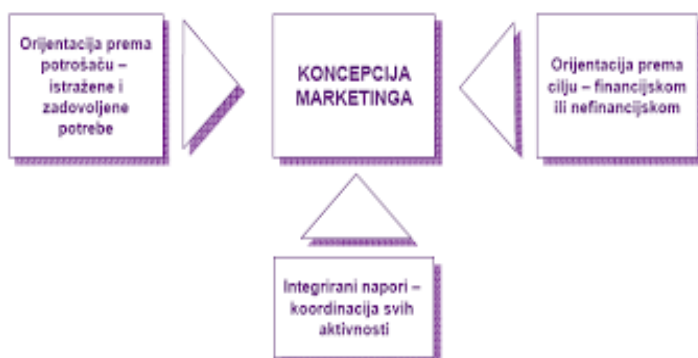 Orijentacija prema
potrošaču –
istražene i
zadovoljene
potrebe
KONCEPCIJA
MARKETINGA
Orijentacija prema
cilju – financijskom
ili nefinancijskom
Integrirani napori –
koordinacija svih
aktivnosti